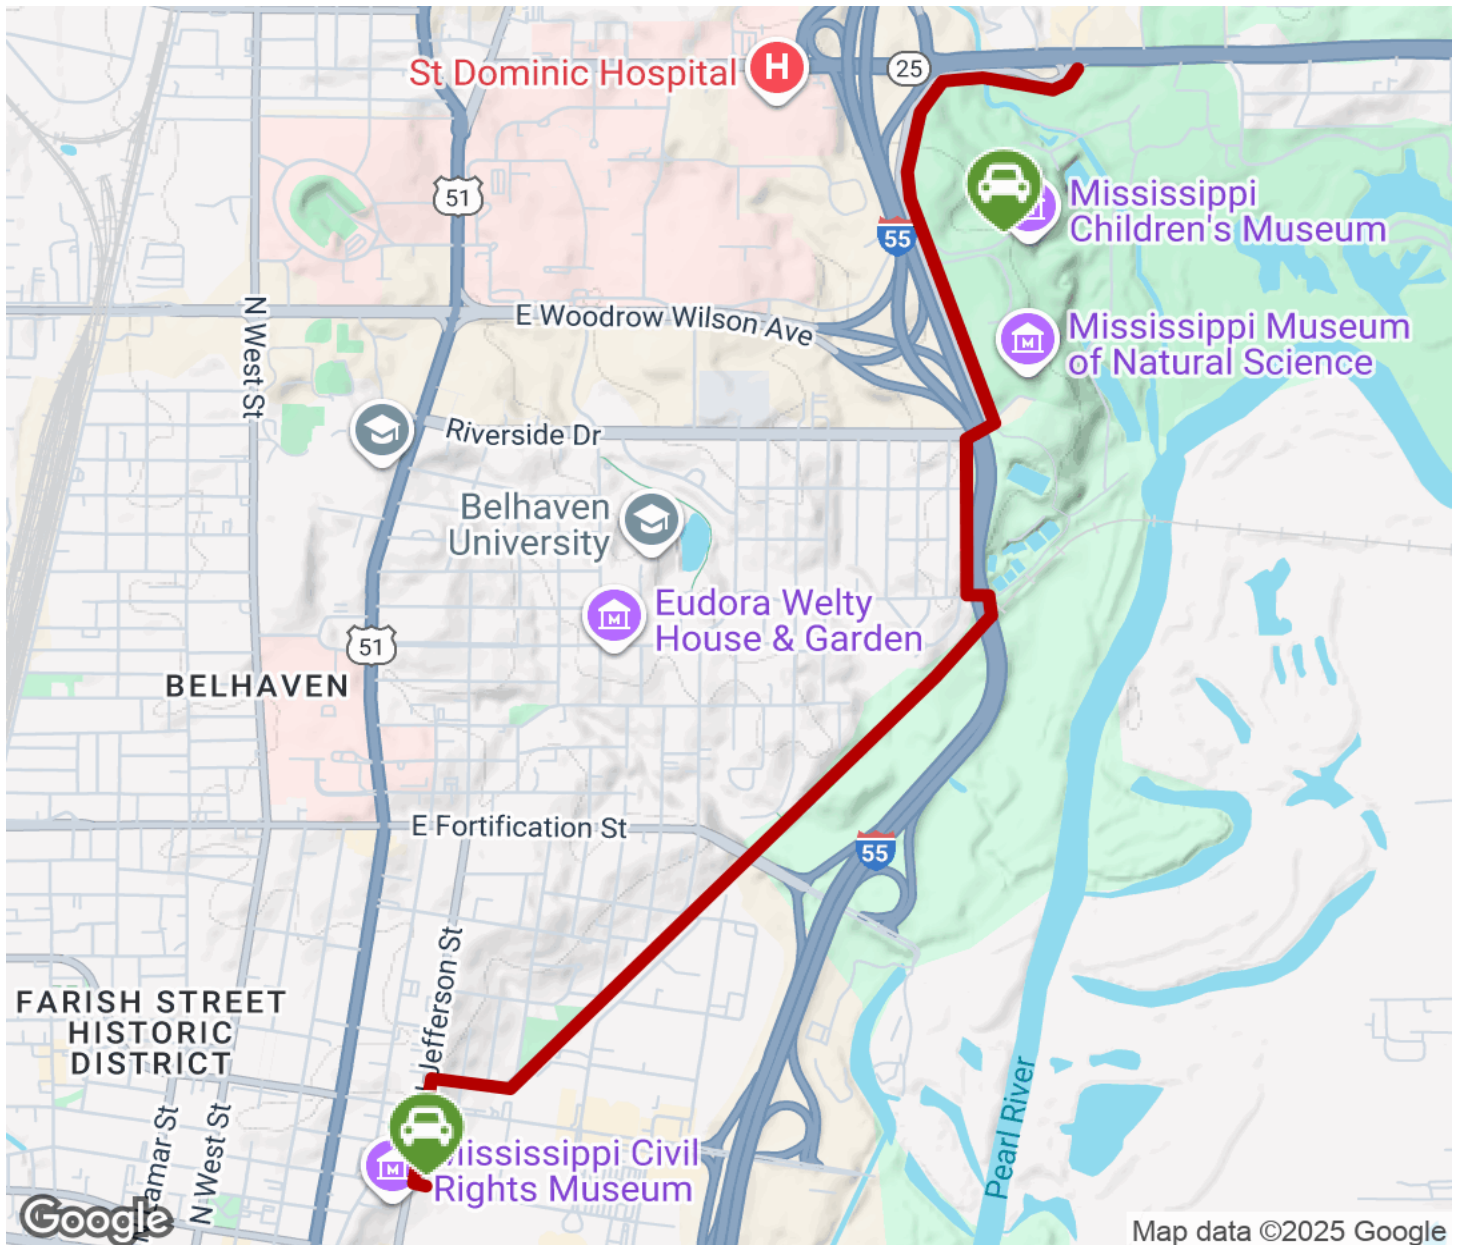 St Dominic Hospital
H
25
51
Mississippi
Children's Museum
55
N West St
E Woodrow Wilson Ave
Mississippi Museum
of Natural Science
Riverside Dr
Belhaven
University
Eudora Welty
House & Garden
51
BELHAVEN
E Fortification St
55
Jefferson St
FARISH STREET
HISTORIC
DISTRICT
Pearl River
N West St
amar St
ississippi Civil
Rights Museum
Google
Map data ©2025 Google